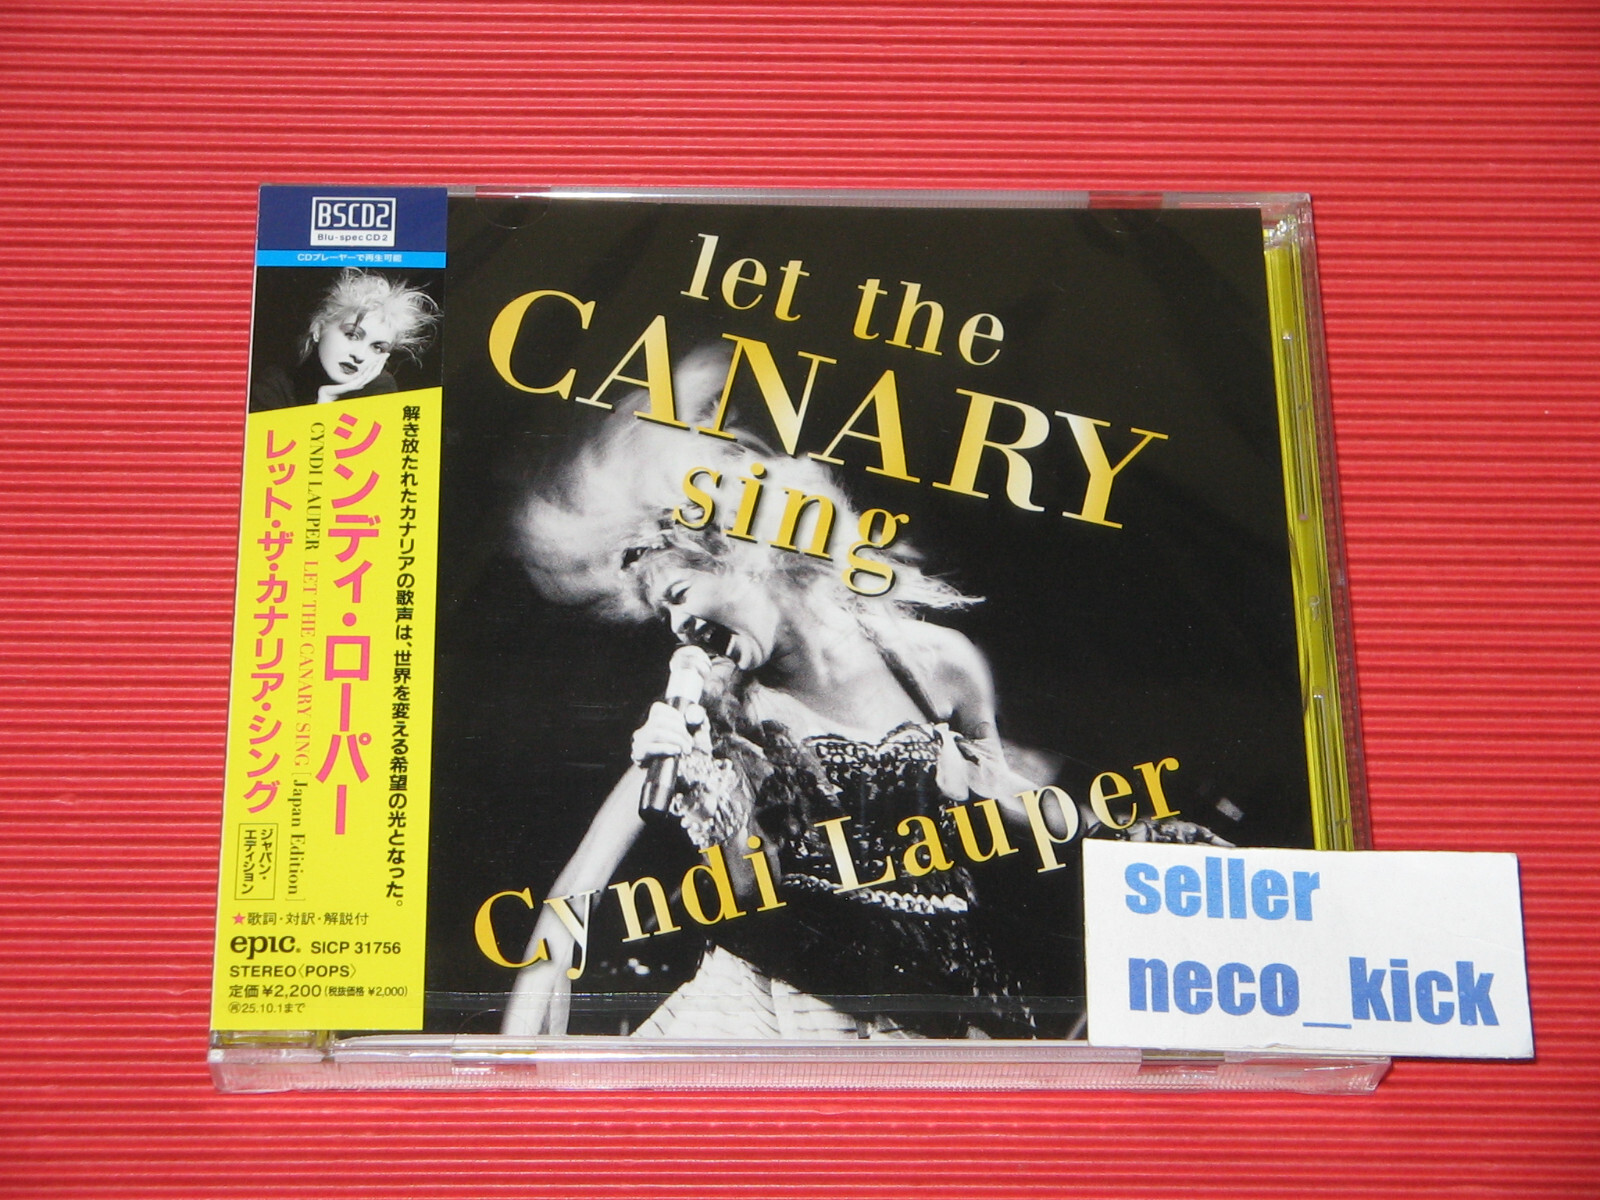 BSCD2
Blu-spec CD 2
CDプレーヤーで再生可能
解き放たれたカナリアの歌声は、世界を変える希望の光となった。
シンディ・ローパー
CYNDI LAUPER LET THE CANARY SING [Japan Edition]
レット・ザ・カナリア・シング
ジャパン・
エディション
★歌詞・対訳・解説付
epic® SICP 31756
STEREO〈POPS〉
定価¥2,200(税抜価格 ¥2,000)
25.10.1まで
let the
CANARY
sing
Cyndi Lauper
seller
neco_kick